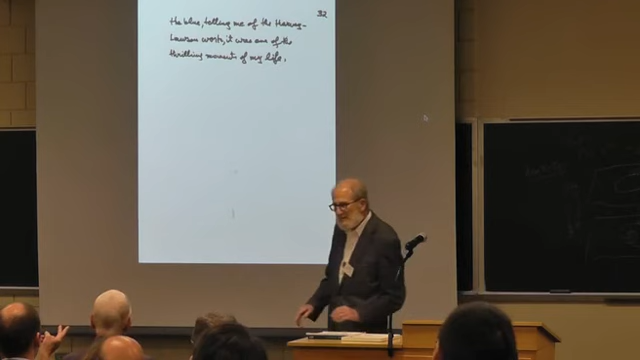 32
the blue, telling me of the Harvey-
Lawson work, it was one of the
thrilling moments of my life.